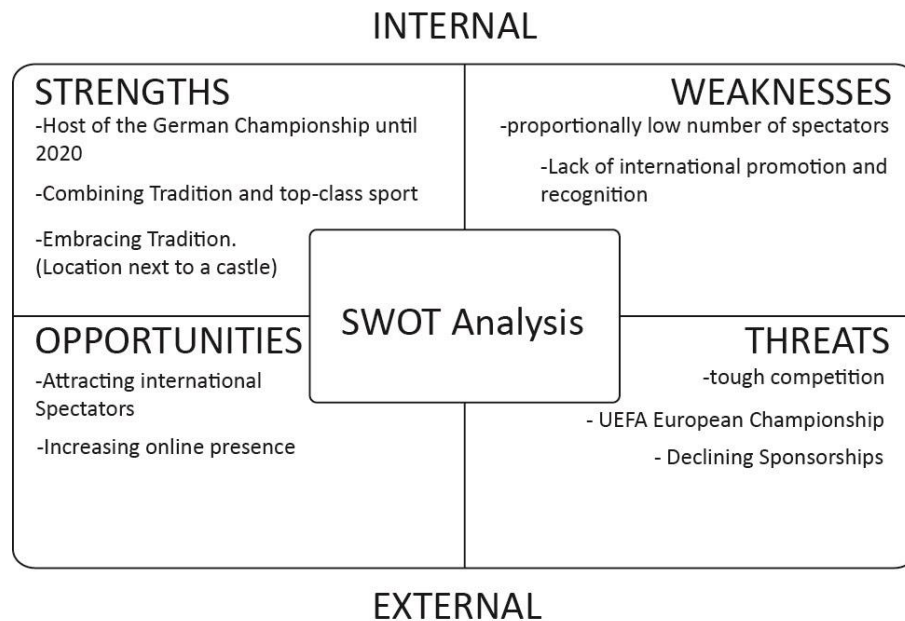 INTERNAL
STRENGTHS
-Host of the German Championship until
2020
-Combining Tradition and top-class sport
-Embracing Tradition.
(Location next to a castle)
WEAKNESSES
-proportionally low number of spectators
-Lack of international promotion and
recognition
SWOT Analysis
OPPORTUNITIES
-Attracting international
Spectators
-Increasing online presence
THREATS
-tough competition
- UEFA European Championship
- Declining Sponsorships
EXTERNAL